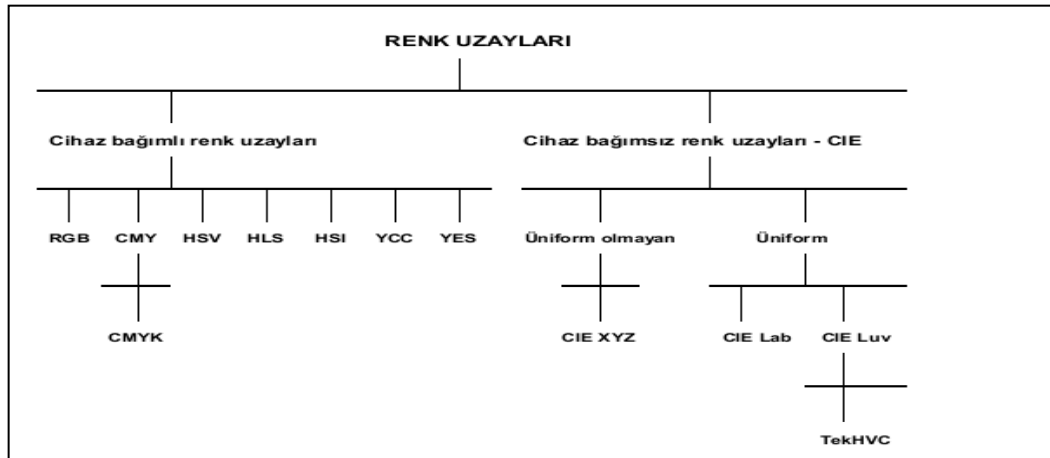 RENK UZAYLARI
Cihaz bağımlı renk uzayları
Cihaz bağımsız renk uzayları - CIE
RGB CMY HSV HLS HSI YCC YES
Üniform olmayan
Üniform
CMYK
CIE XYZ
CIE Lab
CIE Luv
TekHVC